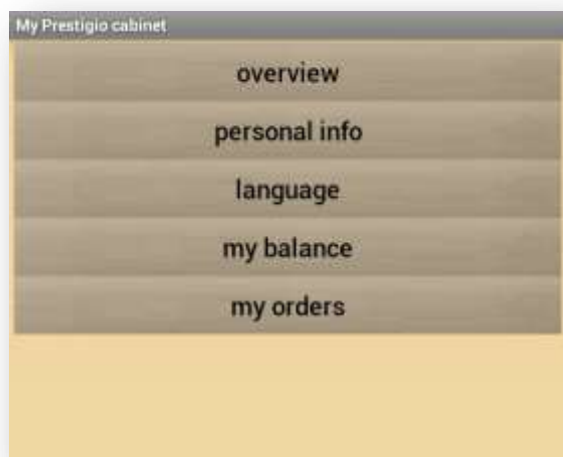 My Prestigio cabinet
overview
personal info
language
my balance
my orders